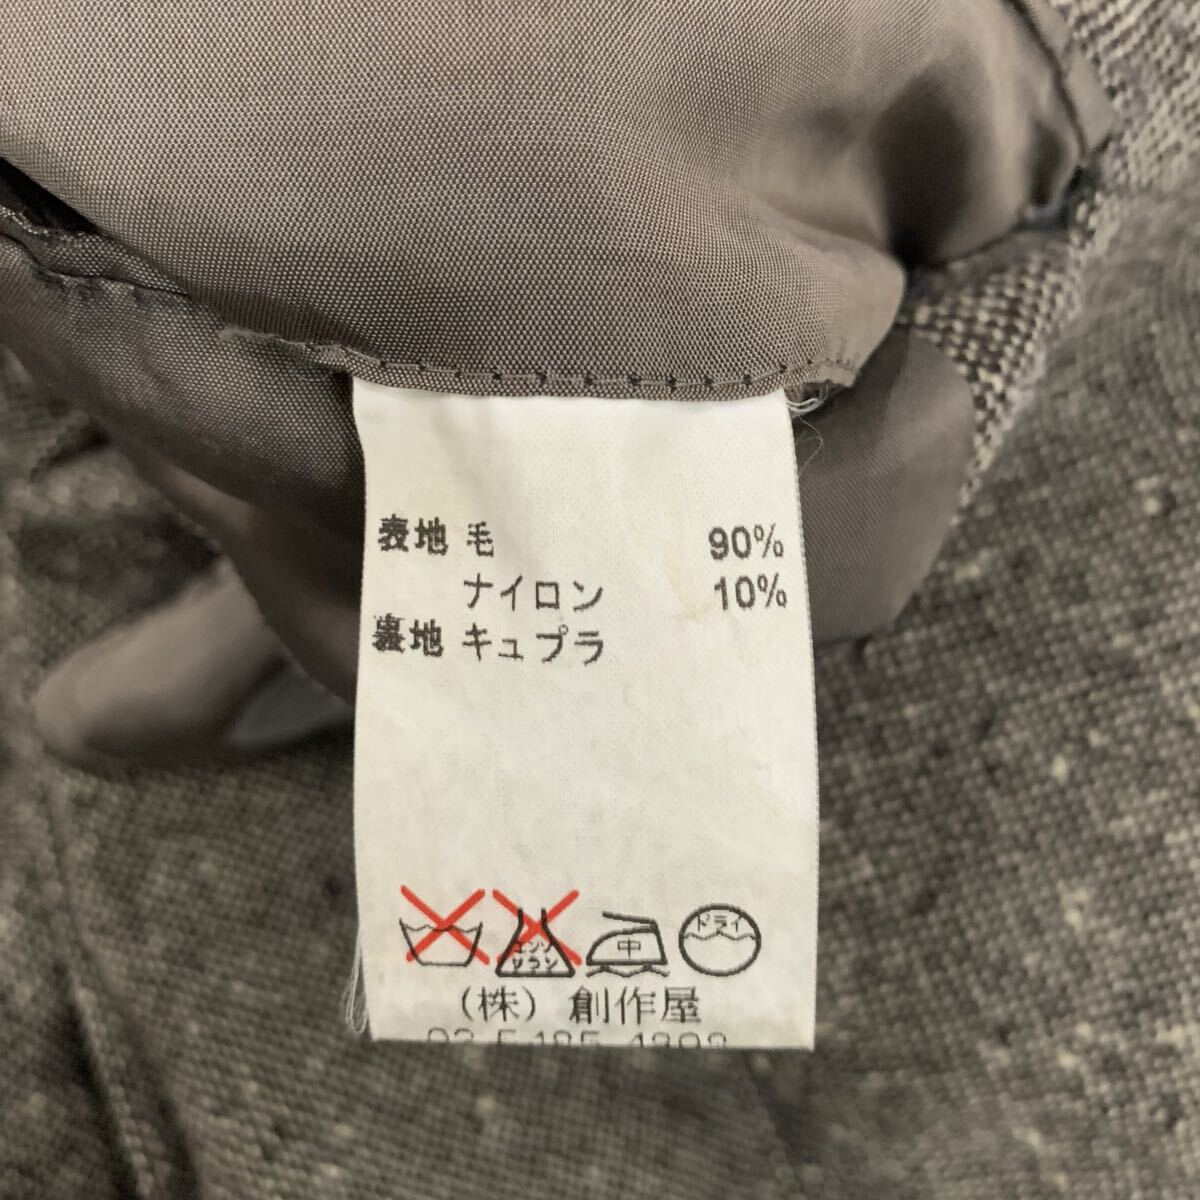 表地 毛 90%
ナイロン 10%
裏地 キュプラ
エンソ サラシ
中
ドライ
(株) 創作屋